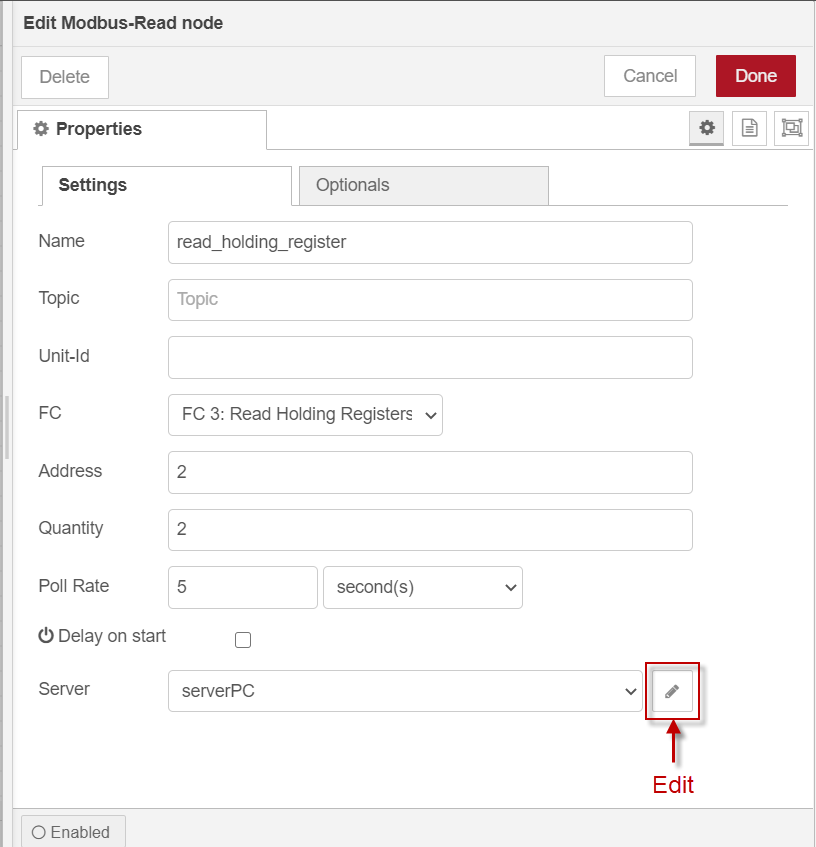 Edit Modbus-Read node
Delete Cancel Done
Properties
Settings Optionals
Name read_holding_register
Topic Topic
Unit-Id
FC FC 3: Read Holding Registers
Address 2
Quantity 2
Poll Rate 5 second(s)
Delay on start
Server serverPC
Edit
Enabled